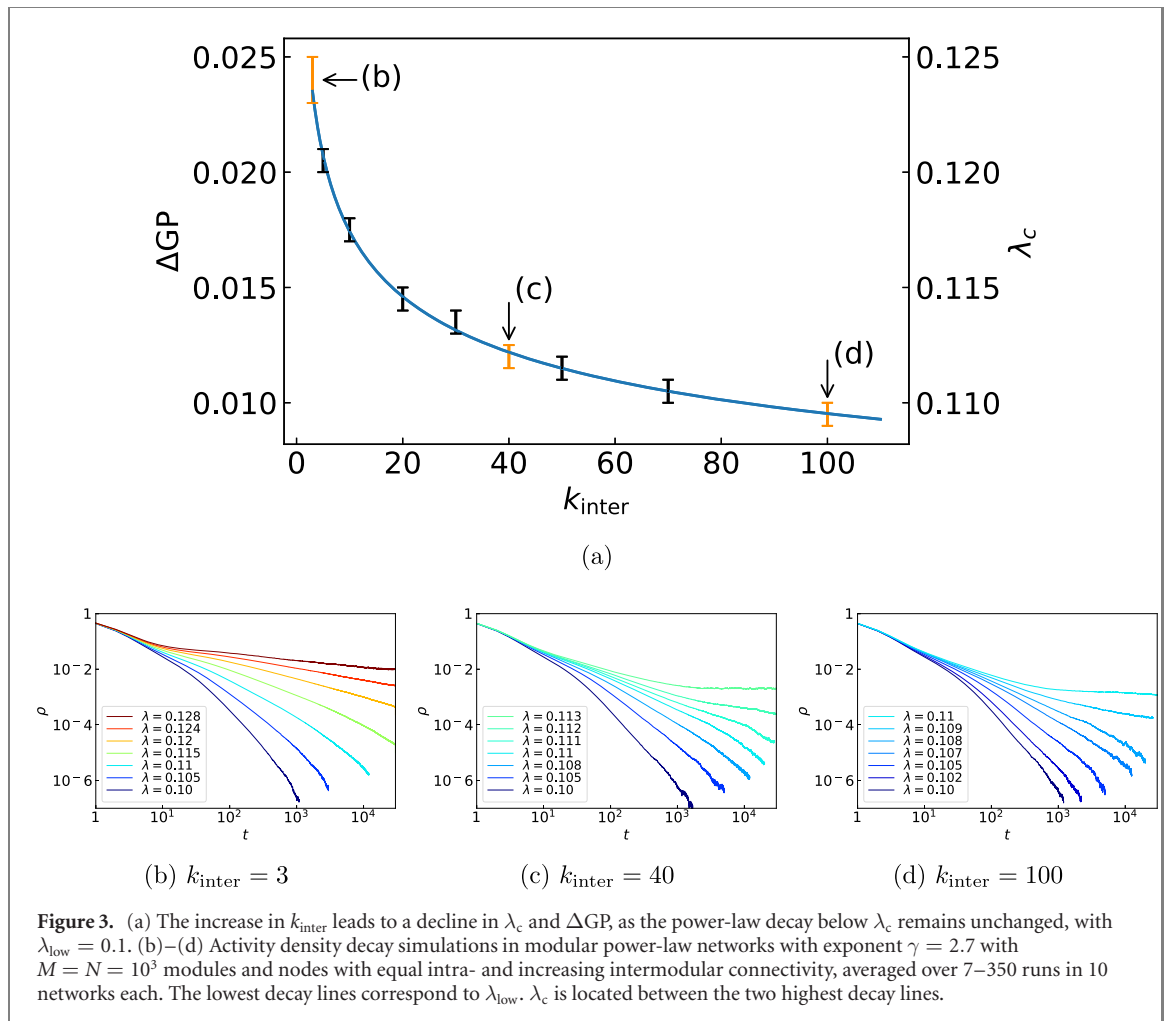 0.025
0.020
0.015
0.010
ΔGP
0.125
0.120
0.115
0.110
λc
(b)
(c)
(d)
0 20 40 60 80 100
kinter
(a)
1
10−2
10−4
10−6
ρ
λ = 0.128
λ = 0.124
λ = 0.12
λ = 0.115
λ = 0.11
λ = 0.105
λ = 0.10
1 10 10² 10³ 10⁴
t
(b) kinter = 3
1
10−2
10−4
10−6
ρ
λ = 0.113
λ = 0.112
λ = 0.111
λ = 0.11
λ = 0.108
λ = 0.105
λ = 0.10
1 10 10² 10³ 10⁴
t
(c) kinter = 40
1
10−2
10−4
10−6
ρ
λ = 0.11
λ = 0.109
λ = 0.108
λ = 0.107
λ = 0.105
λ = 0.102
λ = 0.10
1 10 10² 10³ 10⁴
t
(d) kinter = 100
Figure 3. (a) The increase in kinter leads to a decline in λc and ΔGP, as the power-law decay below λc remains unchanged, with
λlow = 0.1. (b)–(d) Activity density decay simulations in modular power-law networks with exponent γ = 2.7 with
M = N = 10³ modules and nodes with equal intra- and increasing intermodular connectivity, averaged over 7–350 runs in 10
networks each. The lowest decay lines correspond to λlow. λc is located between the two highest decay lines.